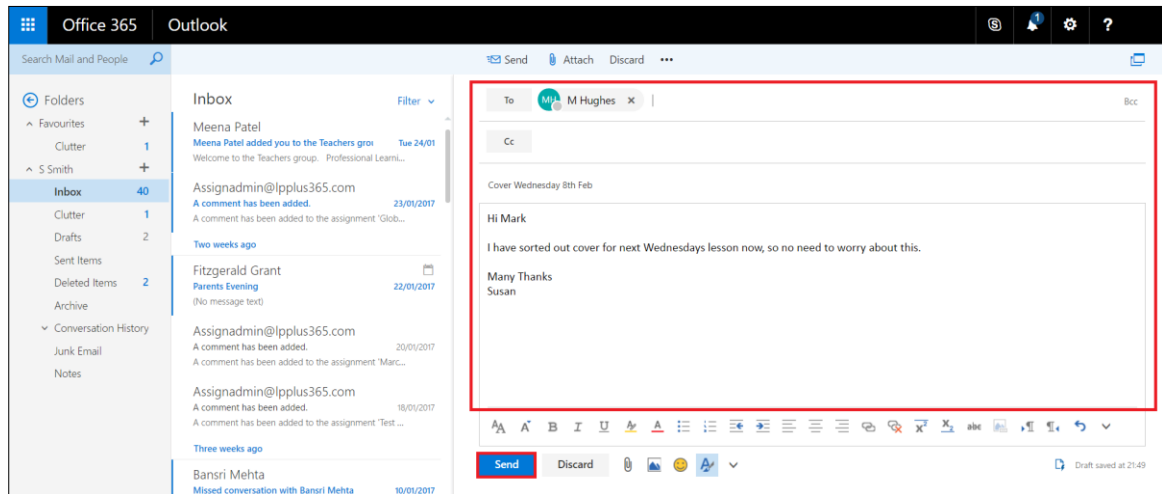 Office 365 Outlook
1
?
Search Mail and People
Send Attach Discard •••
Folders
Favourites +
Clutter 1
S Smith +
Inbox 40
Clutter 1
Drafts 2
Sent Items
Deleted Items 2
Archive
Conversation History
Junk Email
Notes
Inbox Filter
Meena Patel
Meena Patel added you to the Teachers grou Tue 24/01
Welcome to the Teachers group. Professional Learni...
Assignadmin@lpplus365.com
A comment has been added. 23/01/2017
A comment has been added to the assignment 'Glob...
Two weeks ago
Fitzgerald Grant
Parents Evening 22/01/2017
(No message text)
Assignadmin@lpplus365.com
A comment has been added. 20/01/2017
A comment has been added to the assignment 'Marc...
Assignadmin@lpplus365.com
A comment has been added. 18/01/2017
A comment has been added to the assignment 'Test ...
Three weeks ago
Bansri Mehta
Missed conversation with Bansri Mehta 10/01/2017
To MH M Hughes x Bcc
Cc
Cover Wednesday 8th Feb
Hi Mark
I have sorted out cover for next Wednesdays lesson now, so no need to worry about this.
Many Thanks
Susan
AA A B I U A A x² x₂ abc
Send Discard Draft saved at 21:49